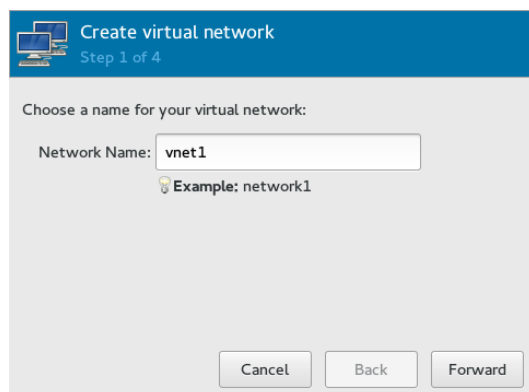 Create virtual network
Step 1 of 4
Choose a name for your virtual network:
Network Name: vnet1
Example: network1
Cancel Back Forward